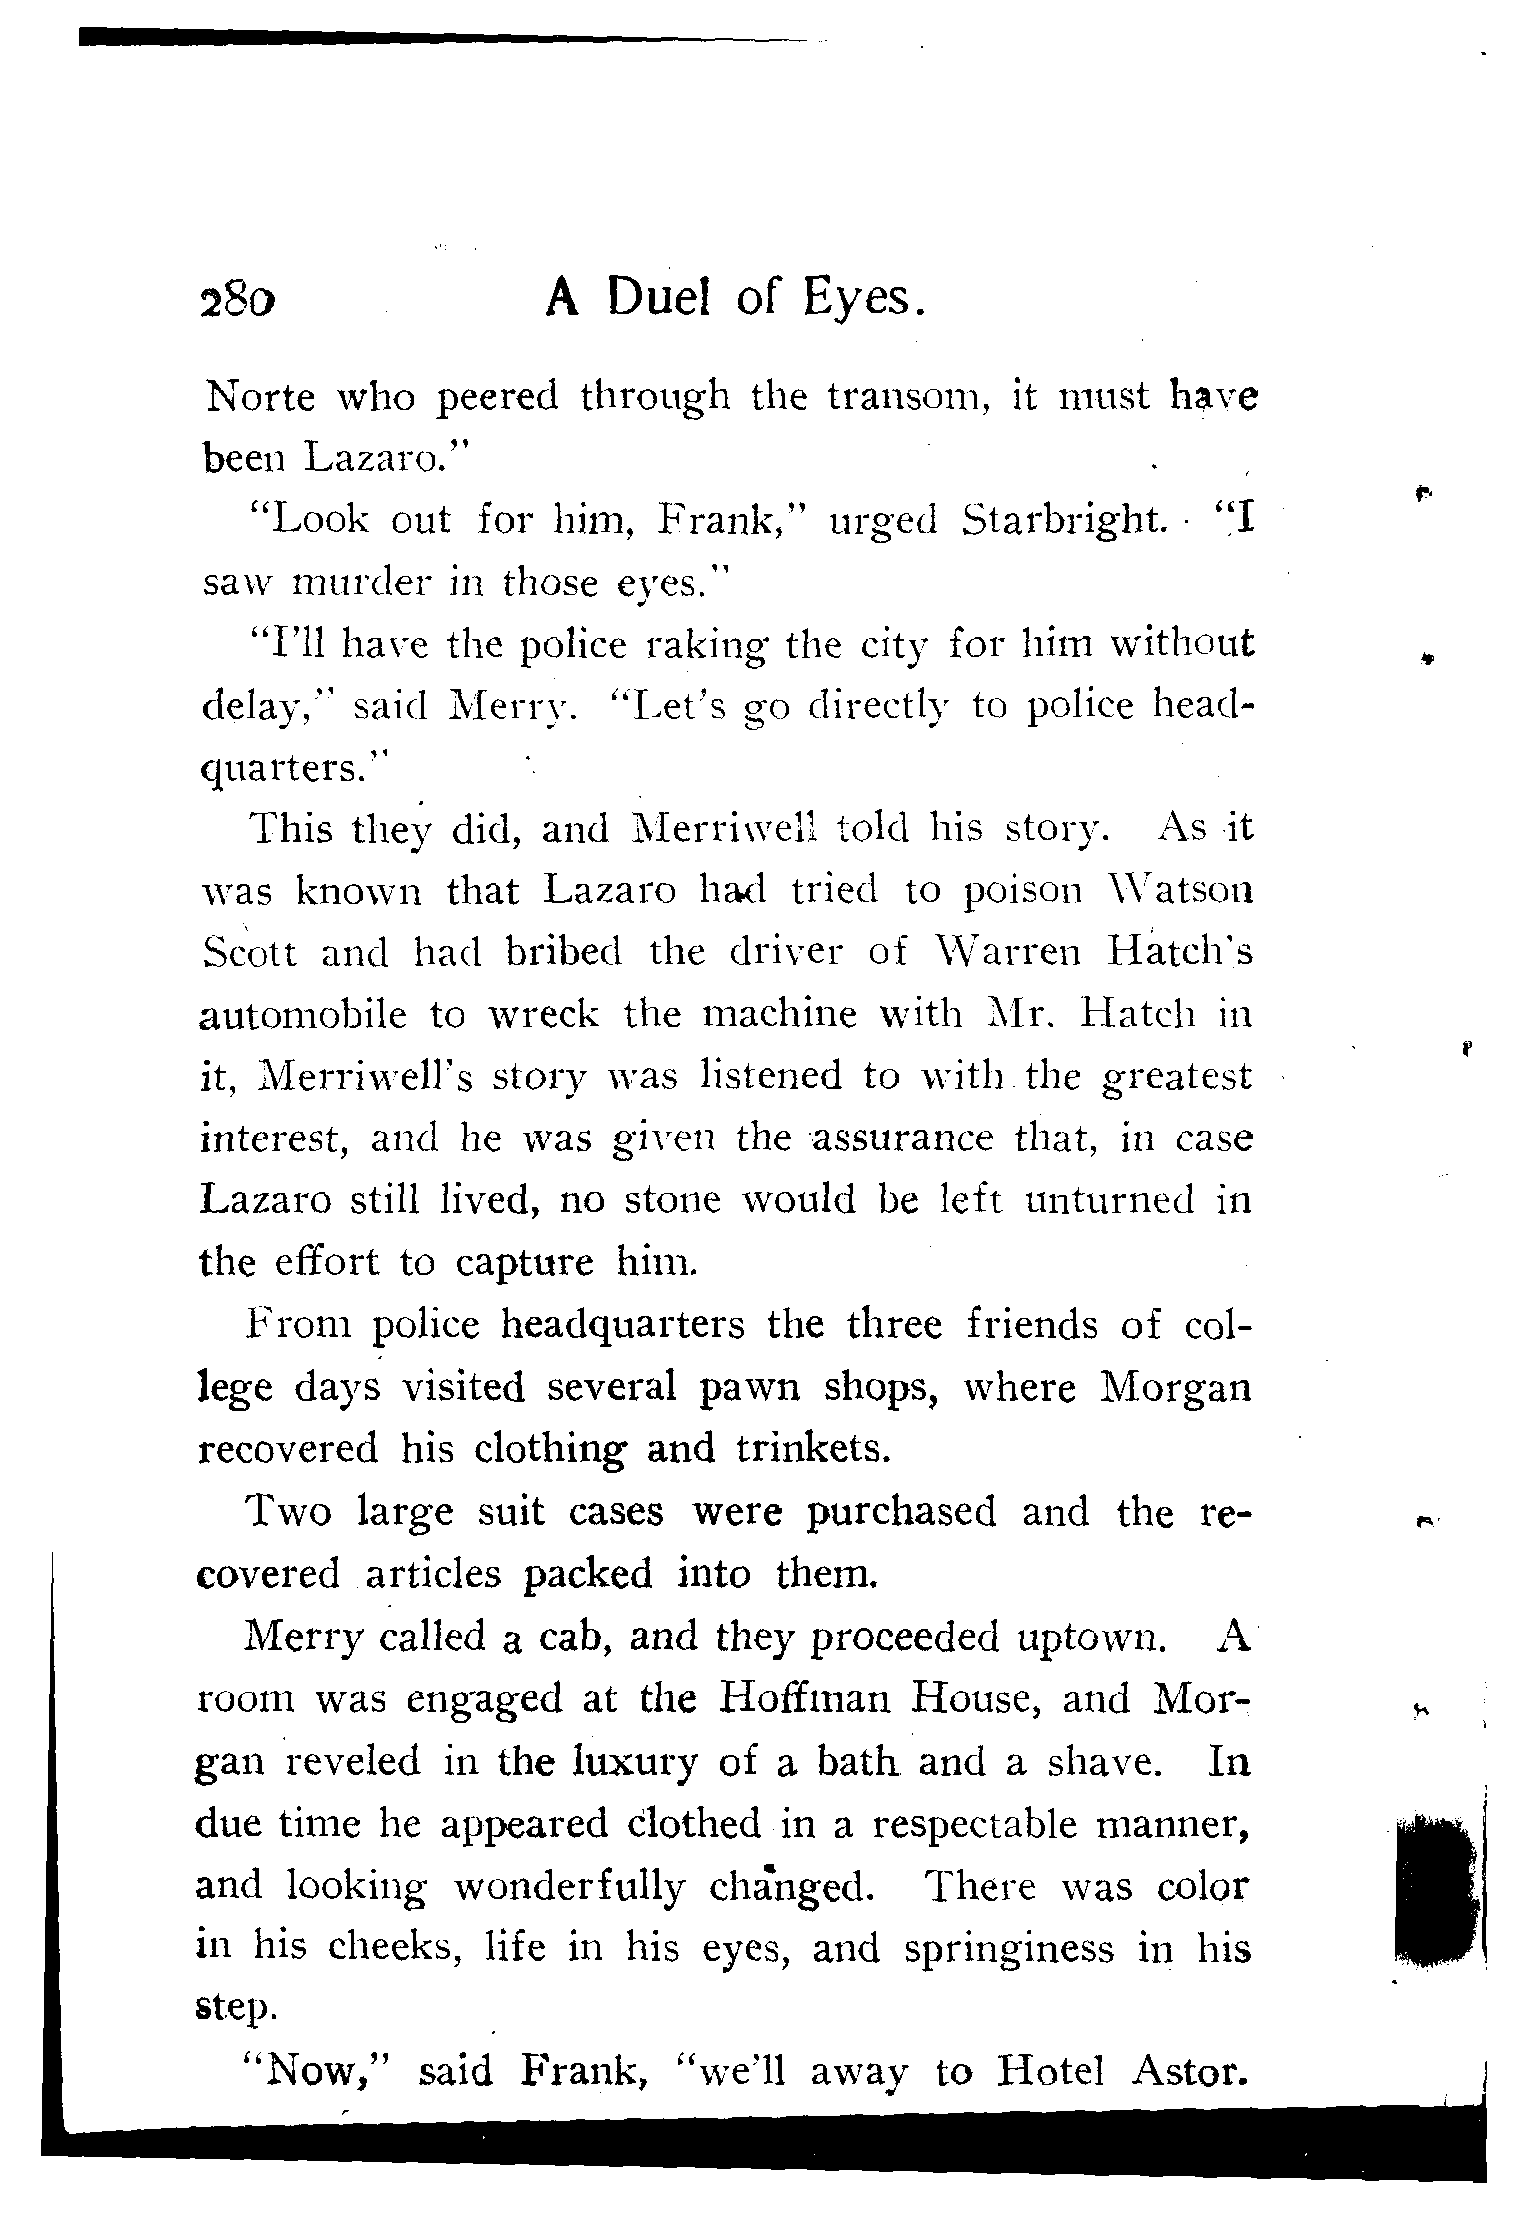 280 A Duel of Eyes.
Norte who peered through the transom, it must have
been Lazaro."
"Look out for him, Frank," urged Starbright. "I
saw murder in those eyes."
"I'll have the police raking the city for him without
delay," said Merry. "Let's go directly to police head-
quarters."
This they did, and Merriwell told his story. As it
was known that Lazaro had tried to poison Watson
Scott and had bribed the driver of Warren Hatch's
automobile to wreck the machine with Mr. Hatch in
it, Merriwell's story was listened to with the greatest
interest, and he was given the assurance that, in case
Lazaro still lived, no stone would be left unturned in
the effort to capture him.
From police headquarters the three friends of col-
lege days visited several pawn shops, where Morgan
recovered his clothing and trinkets.
Two large suit cases were purchased and the re-
covered articles packed into them.
Merry called a cab, and they proceeded uptown. A
room was engaged at the Hoffman House, and Mor-
gan reveled in the luxury of a bath and a shave. In
due time he appeared clothed in a respectable manner,
and looking wonderfully changed. There was color
in his cheeks, life in his eyes, and springiness in his
step.
"Now," said Frank, "we'll away to Hotel Astor.